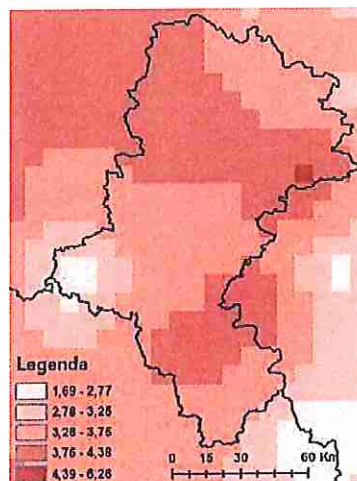 Legenda
1,69 - 2,77
2,78 - 3,25
3,26 - 3,75
3,76 - 4,38
4,39 - 6,26
0 15 30 60 Km